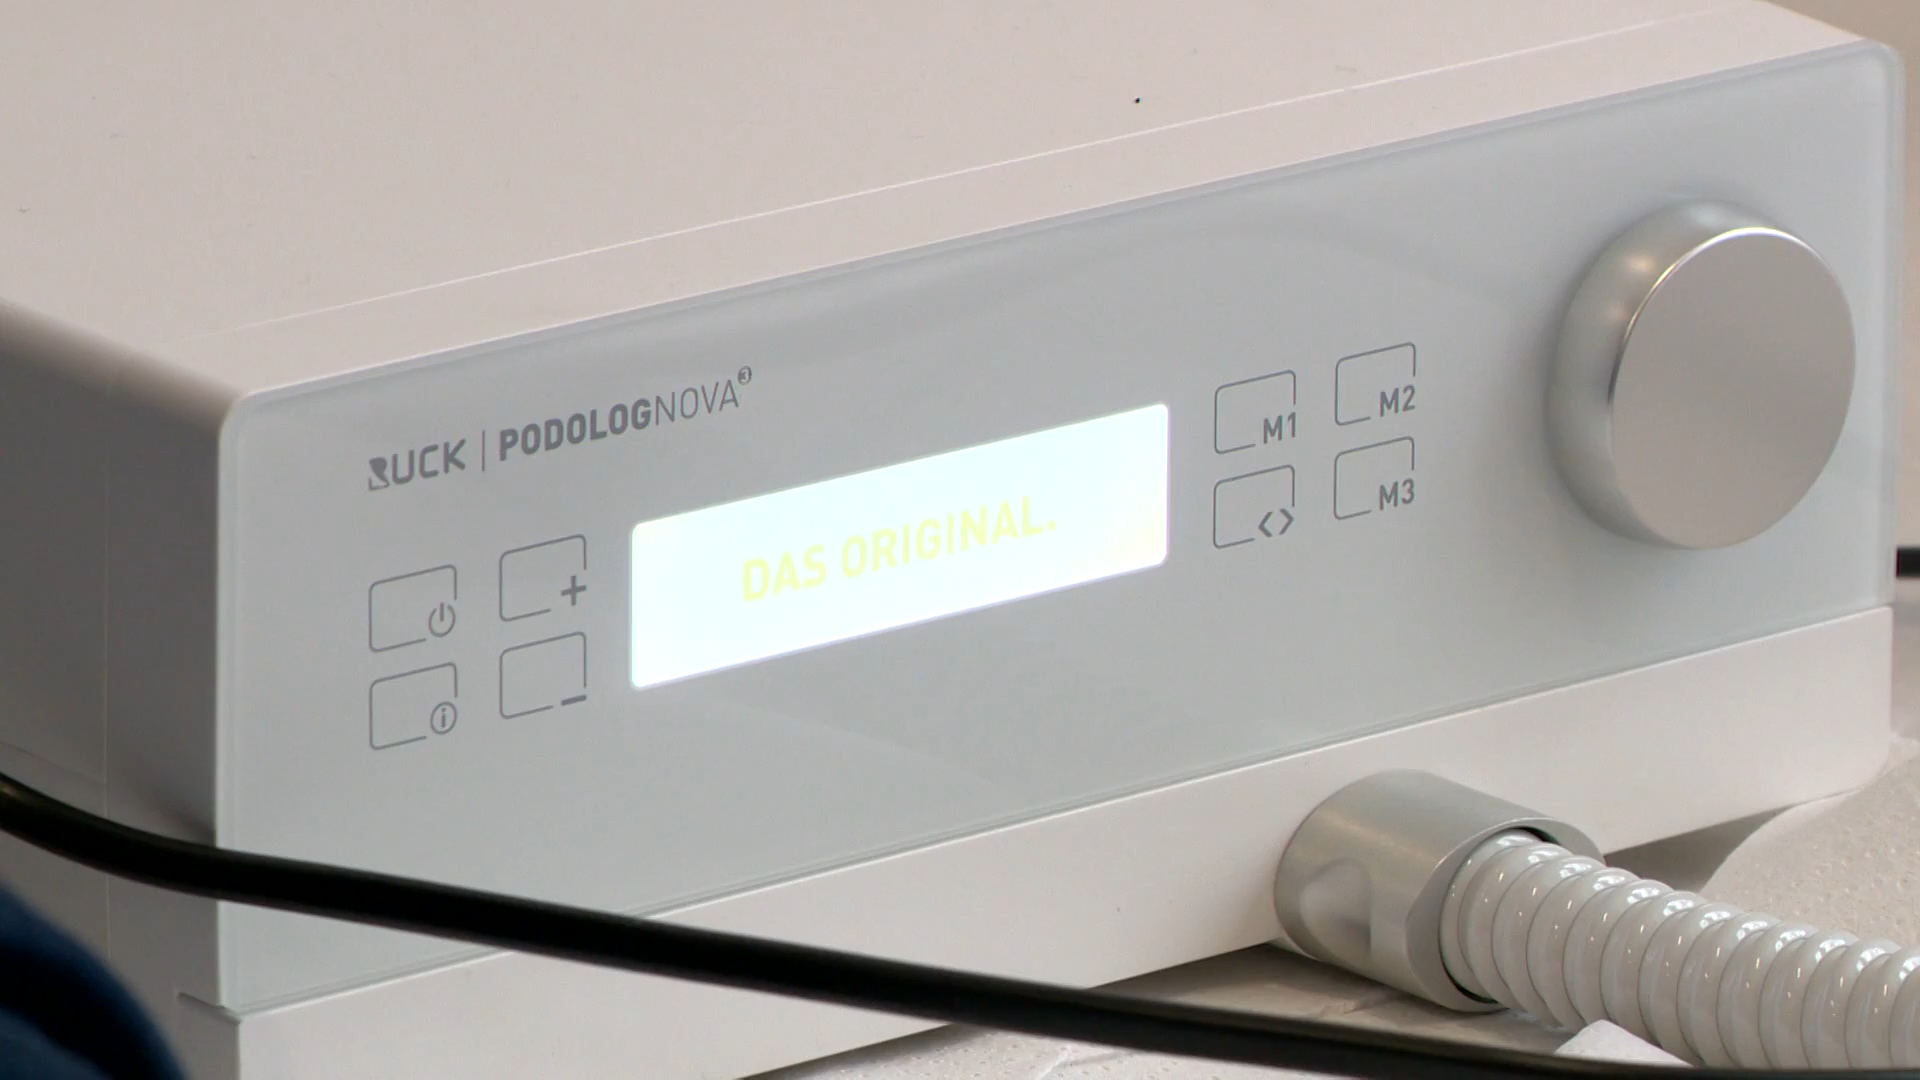 RUCK | PODOLOGNOVA³
DAS ORIGINAL.
M1
M2
M3